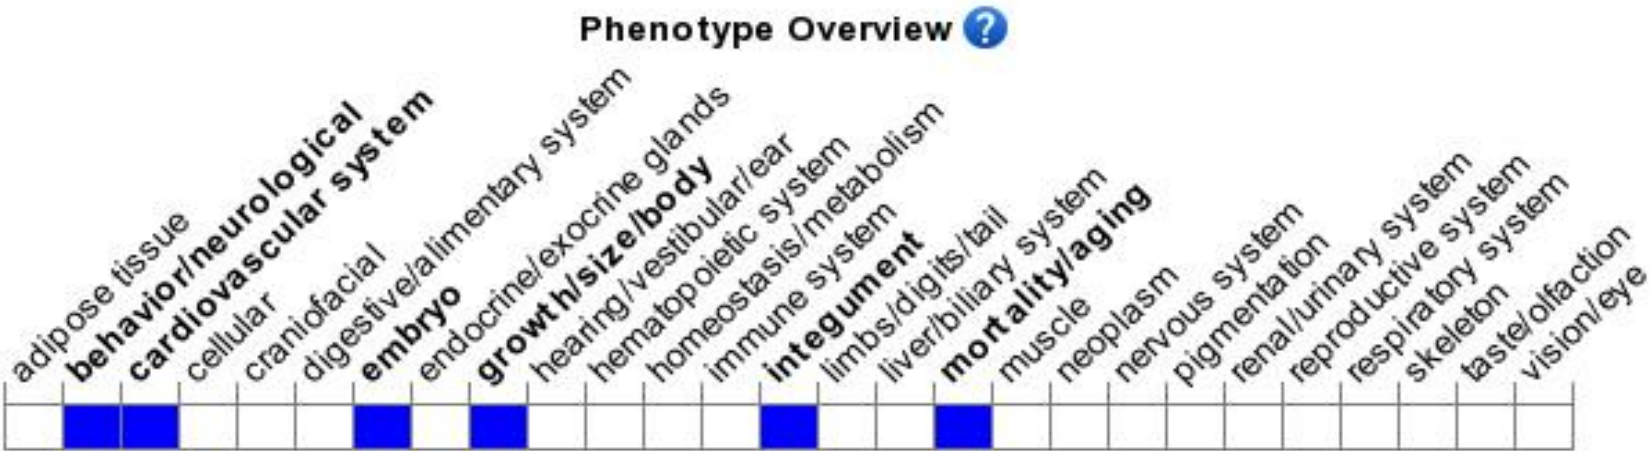 Phenotype Overview ?
adipose tissue
behavior/neurological
cardiovascular system
cellular
craniofacial
digestive/alimentary system
embryo
endocrine/exocrine glands
growth/size/body
hearing/vestibular/ear
hematopoietic system
homeostasis/metabolism
immune system
integument
limbs/digits/tail
liver/biliary system
mortality/aging
muscle
neoplasm
nervous system
pigmentation
renal/urinary system
reproductive system
respiratory system
skeleton
taste/olfaction
vision/eye